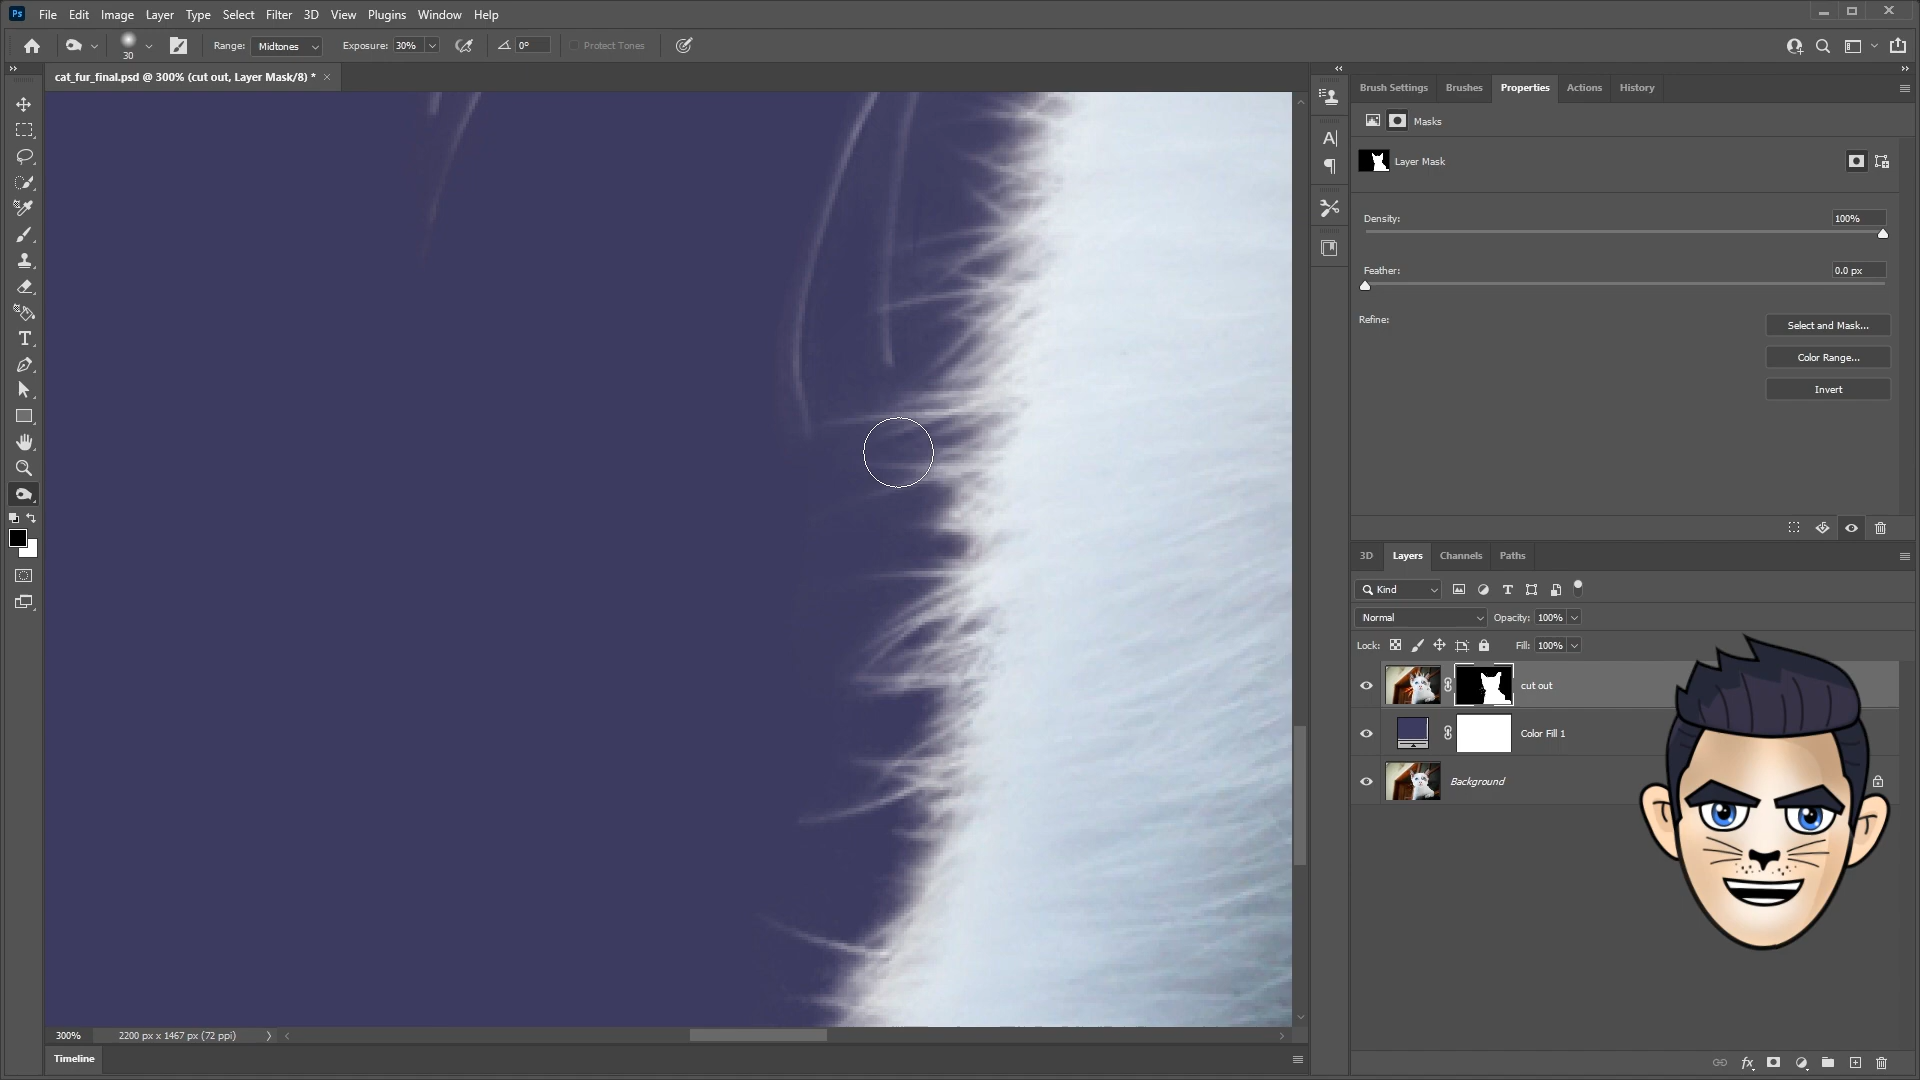 Ps File Edit Image Layer Type Select Filter 3D View Plugins Window Help
30 Range: Midtones Exposure: 30% 0° Protect Tones
cat_fur_final.psd @ 300% (cut out, Layer Mask/8) * ×
Brush Settings Brushes Properties Actions History
Masks
Layer Mask
Density: 100%
Feather: 0.0 px
Refine: Select and Mask...
Color Range...
Invert
3D Layers Channels Paths
Kind
Normal Opacity: 100%
Lock: Fill: 100%
cut out
Color Fill 1
Background
300% 2200 px x 1467 px (72 ppi)
Timeline